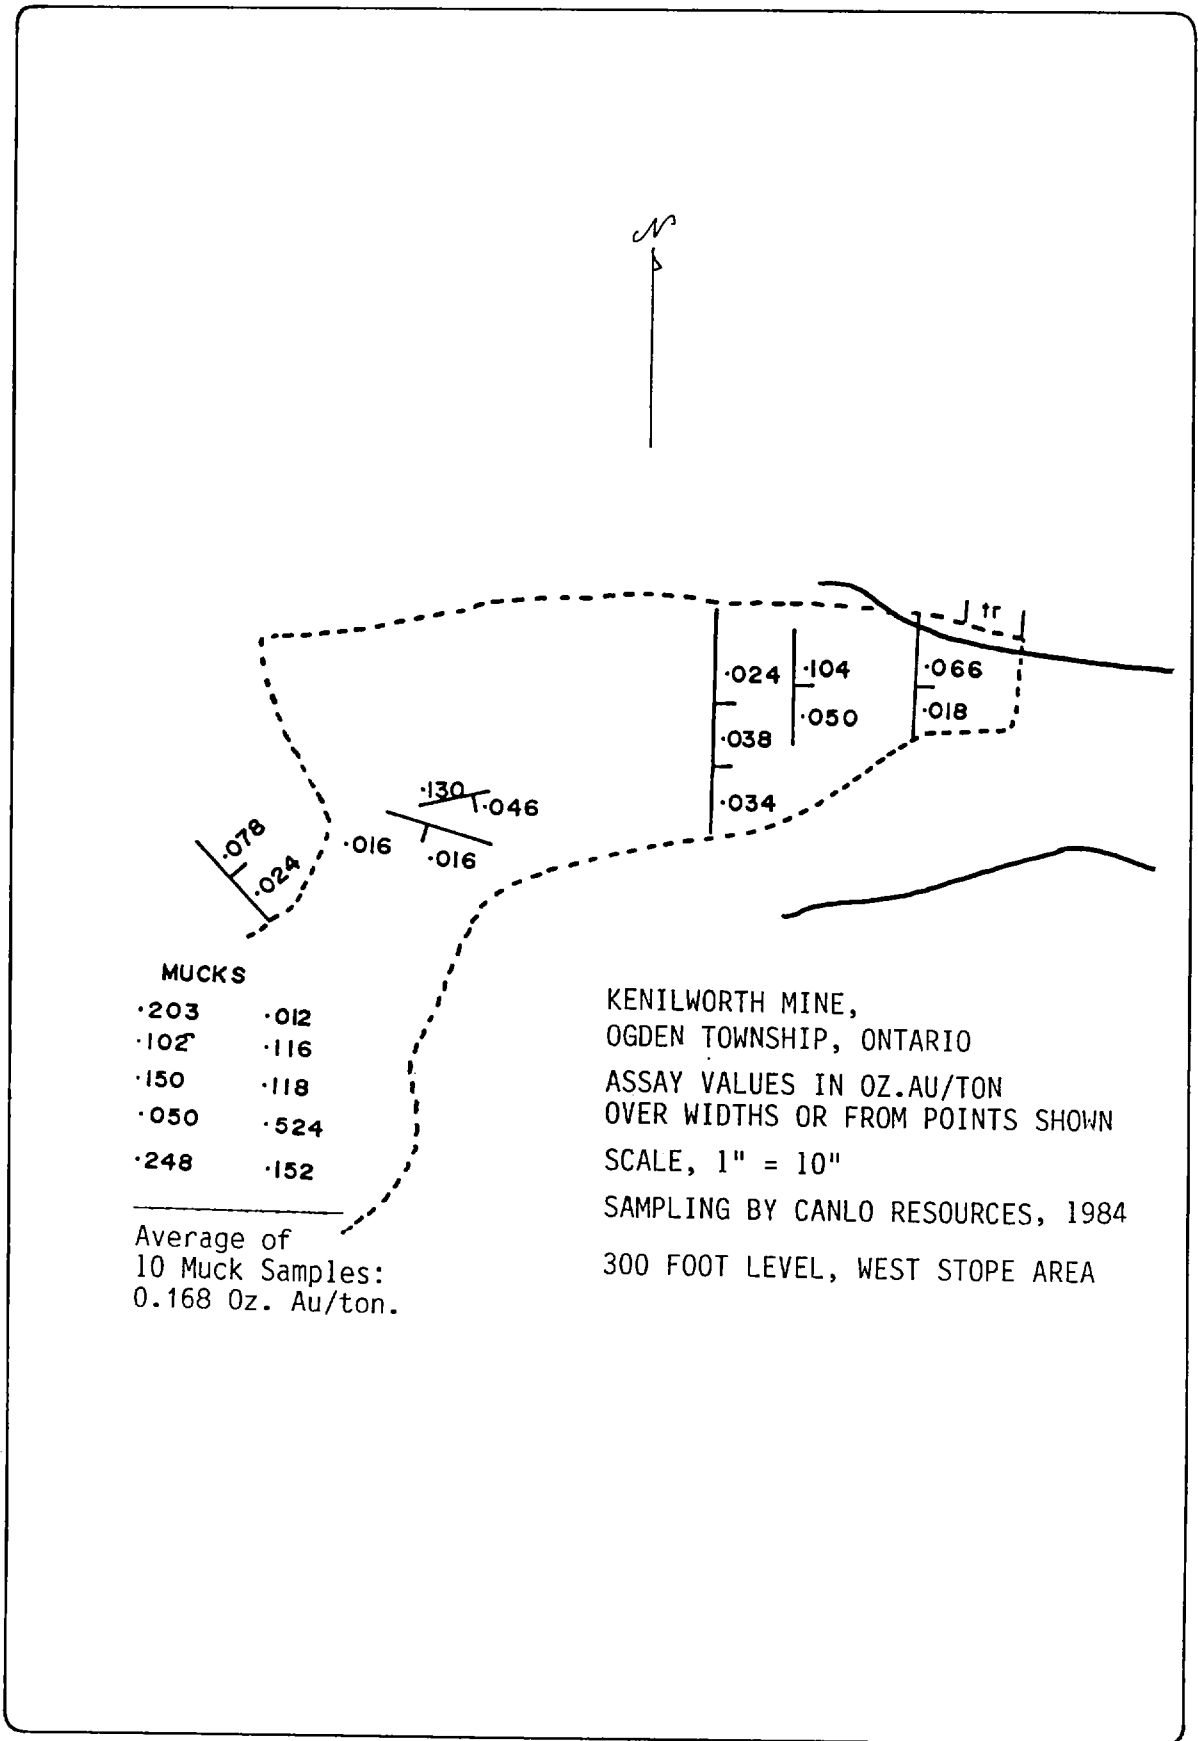 N
tr
.024 .104 .066
.050 .018
.038
.034
.130
.046
.016
.016
.078
.024
MUCKS
.203 .012
.102 .116
.150 .118
.050 .524
.248 .152
Average of
10 Muck Samples:
0.168 Oz. Au/ton.
KENILWORTH MINE,
OGDEN TOWNSHIP, ONTARIO
ASSAY VALUES IN OZ.AU/TON
OVER WIDTHS OR FROM POINTS SHOWN
SCALE, 1" = 10"
SAMPLING BY CANLO RESOURCES, 1984
300 FOOT LEVEL, WEST STOPE AREA